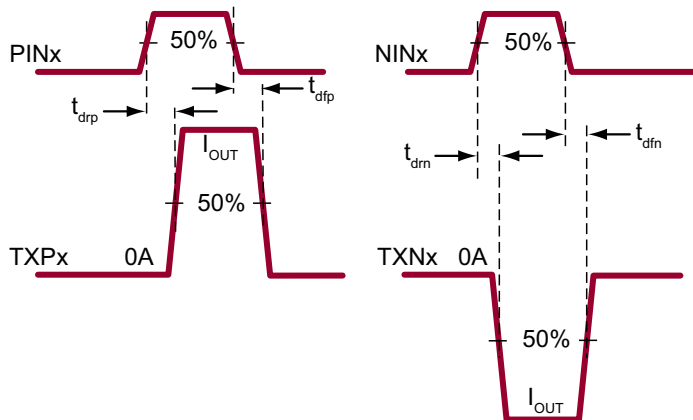 50%
PINx
t_drp
t_dfp
I_OUT
50%
TXPx 0A
50%
NINx
t_drn
t_dfn
TXNx 0A
50%
I_OUT